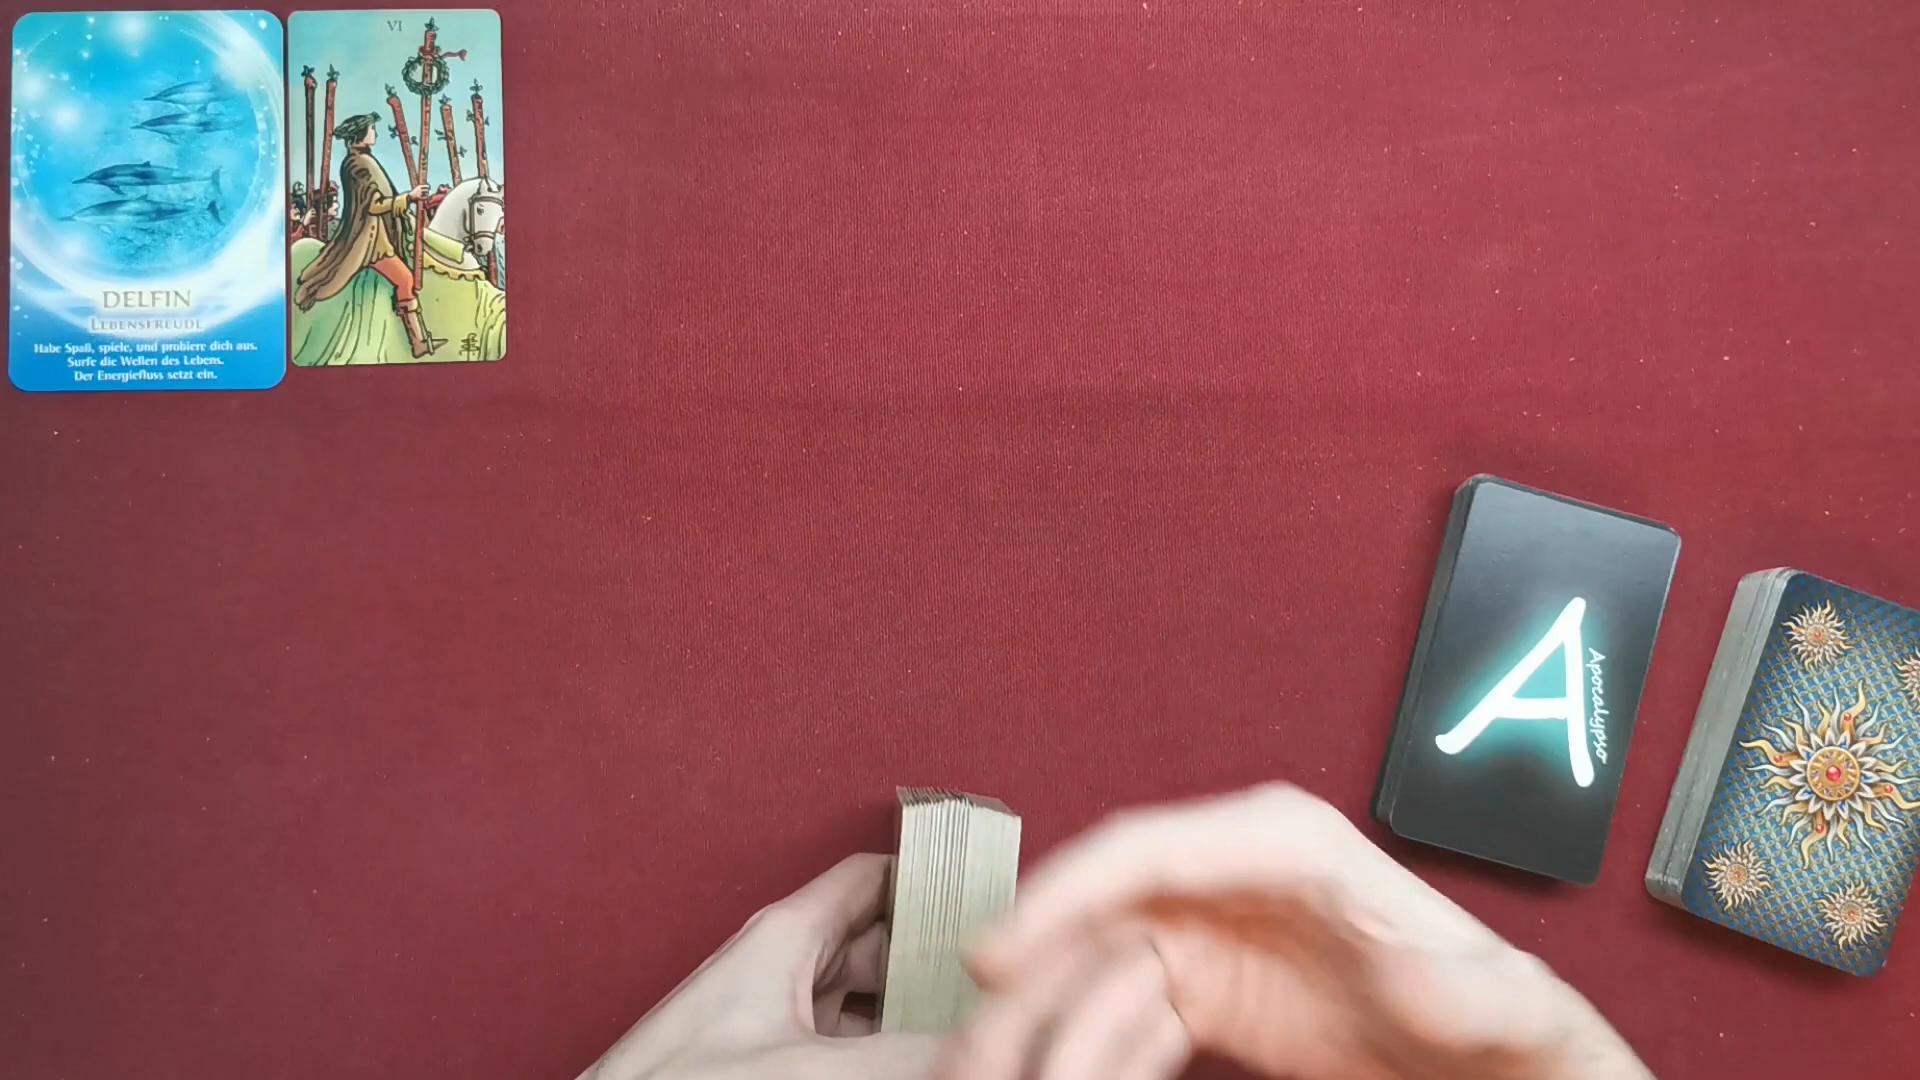 DELFIN
LEBENSFREUDE
Habe Spaß, spiele, und probiere dich aus.
Surfe die Wellen des Lebens.
Der Energiefluss setzt ein.
VI
A
Apocalypso